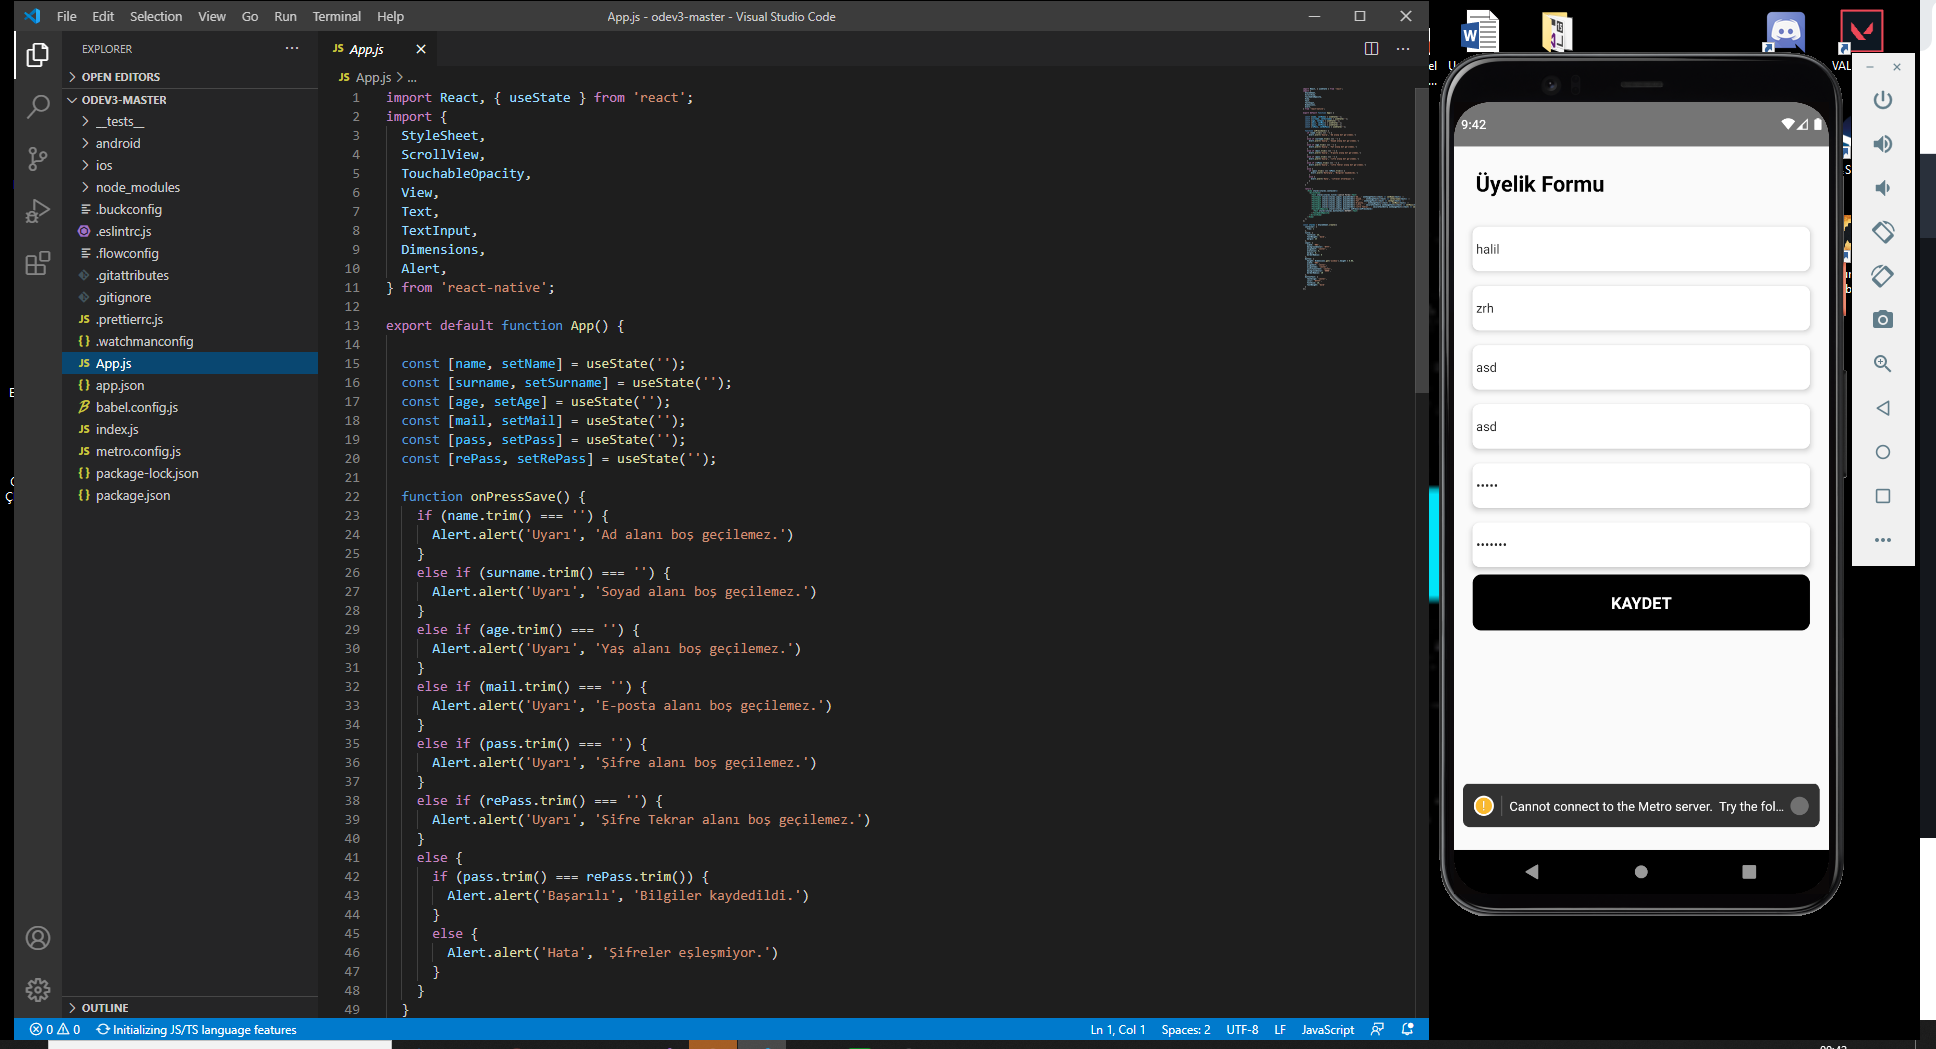 File Edit Selection View Go Run Terminal Help
App.js - odev3-master - Visual Studio Code
EXPLORER
OPEN EDITORS
ODEV3-MASTER
__tests__
android
ios
node_modules
.buckconfig
.eslintrc.js
.flowconfig
.gitattributes
.gitignore
JS .prettierrc.js
{} .watchmanconfig
JS App.js
{} app.json
babel.config.js
JS index.js
JS metro.config.js
{} package-lock.json
{} package.json
OUTLINE
JS App.js
JS App.js > ...
1 import React, { useState } from 'react';
2 import {
3 StyleSheet,
4 ScrollView,
5 TouchableOpacity,
6 View,
7 Text,
8 TextInput,
9 Dimensions,
10 Alert,
11 } from 'react-native';
12
13 export default function App() {
14
15 const [name, setName] = useState('');
16 const [surname, setSurname] = useState('');
17 const [age, setAge] = useState('');
18 const [mail, setMail] = useState('');
19 const [pass, setPass] = useState('');
20 const [rePass, setRePass] = useState('');
21
22 function onPressSave() {
23 if (name.trim() === '') {
24 Alert.alert('Uyarı', 'Ad alanı boş geçilemez.')
25 }
26 else if (surname.trim() === '') {
27 Alert.alert('Uyarı', 'Soyad alanı boş geçilemez.')
28 }
29 else if (age.trim() === '') {
30 Alert.alert('Uyarı', 'Yaş alanı boş geçilemez.')
31 }
32 else if (mail.trim() === '') {
33 Alert.alert('Uyarı', 'E-posta alanı boş geçilemez.')
34 }
35 else if (pass.trim() === '') {
36 Alert.alert('Uyarı', 'Şifre alanı boş geçilemez.')
37 }
38 else if (rePass.trim() === '') {
39 Alert.alert('Uyarı', 'Şifre Tekrar alanı boş geçilemez.')
40 }
41 else {
42 if (pass.trim() === rePass.trim()) {
43 Alert.alert('Başarılı', 'Bilgiler kaydedildi.')
44 }
45 else {
46 Alert.alert('Hata', 'Şifreler eşleşmiyor.')
47 }
48 }
49 }
0 0 Initializing JS/TS language features
Ln 1, Col 1 Spaces: 2 UTF-8 LF JavaScript
VAL
9:42
Üyelik Formu
halil
zrh
asd
asd
•••••
•••••••
KAYDET
Cannot connect to the Metro server. Try the fol...